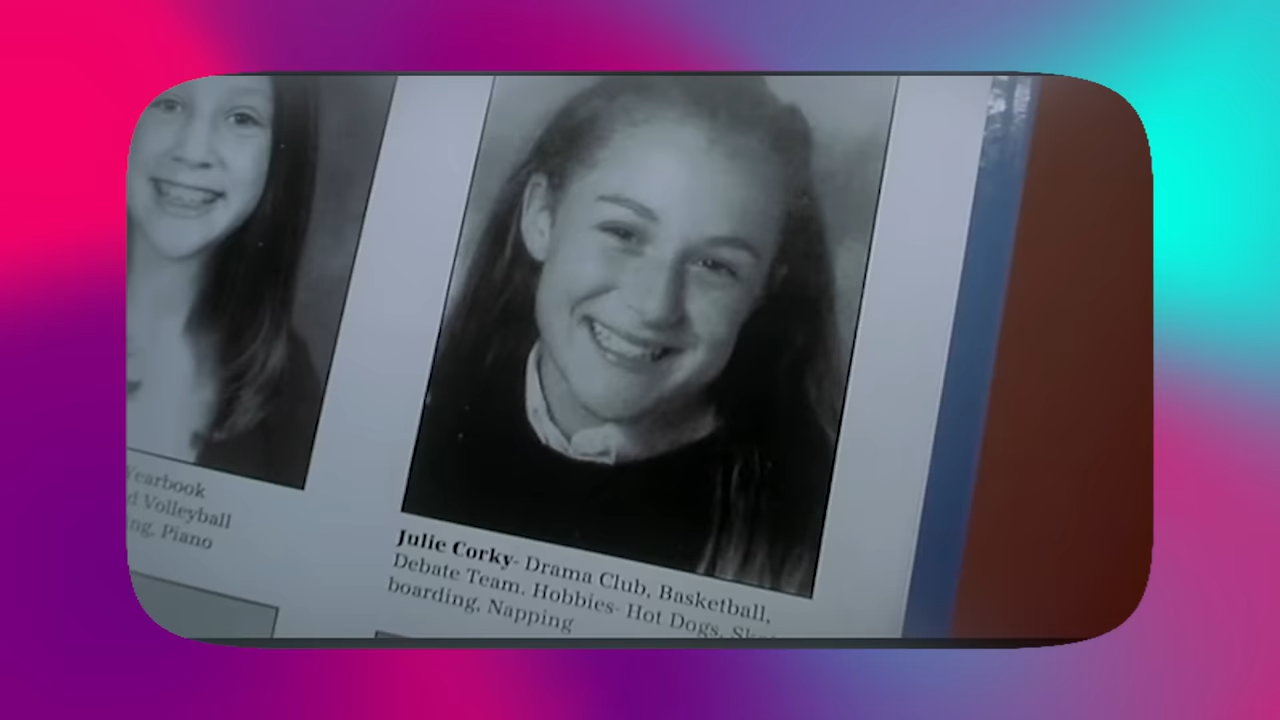 Yearbook
d Volleyball
ng, Piano
Julie Corky- Drama Club, Basketball,
Debate Team. Hobbies- Hot Dogs,
boarding, Napping